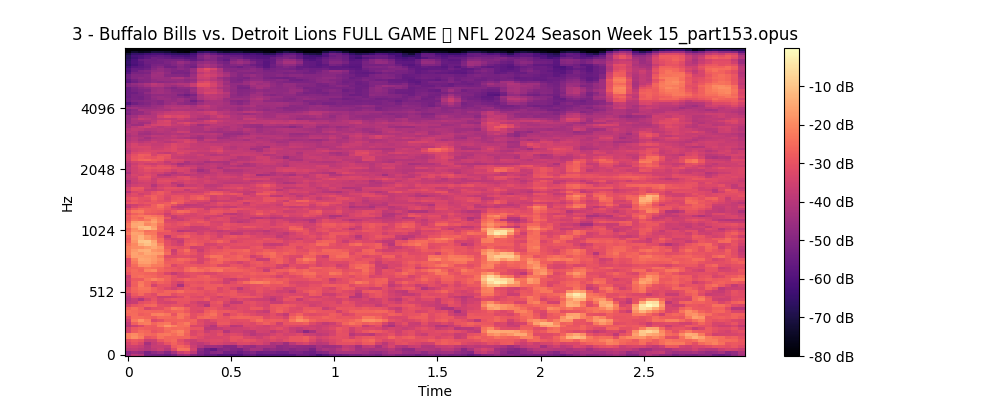 3 - Buffalo Bills vs. Detroit Lions FULL GAME ▯ NFL 2024 Season Week 15_part153.opus
4096
2048
1024
512
0
Hz
0 0.5 1 1.5 2 2.5
Time
-10 dB
-20 dB
-30 dB
-40 dB
-50 dB
-60 dB
-70 dB
-80 dB